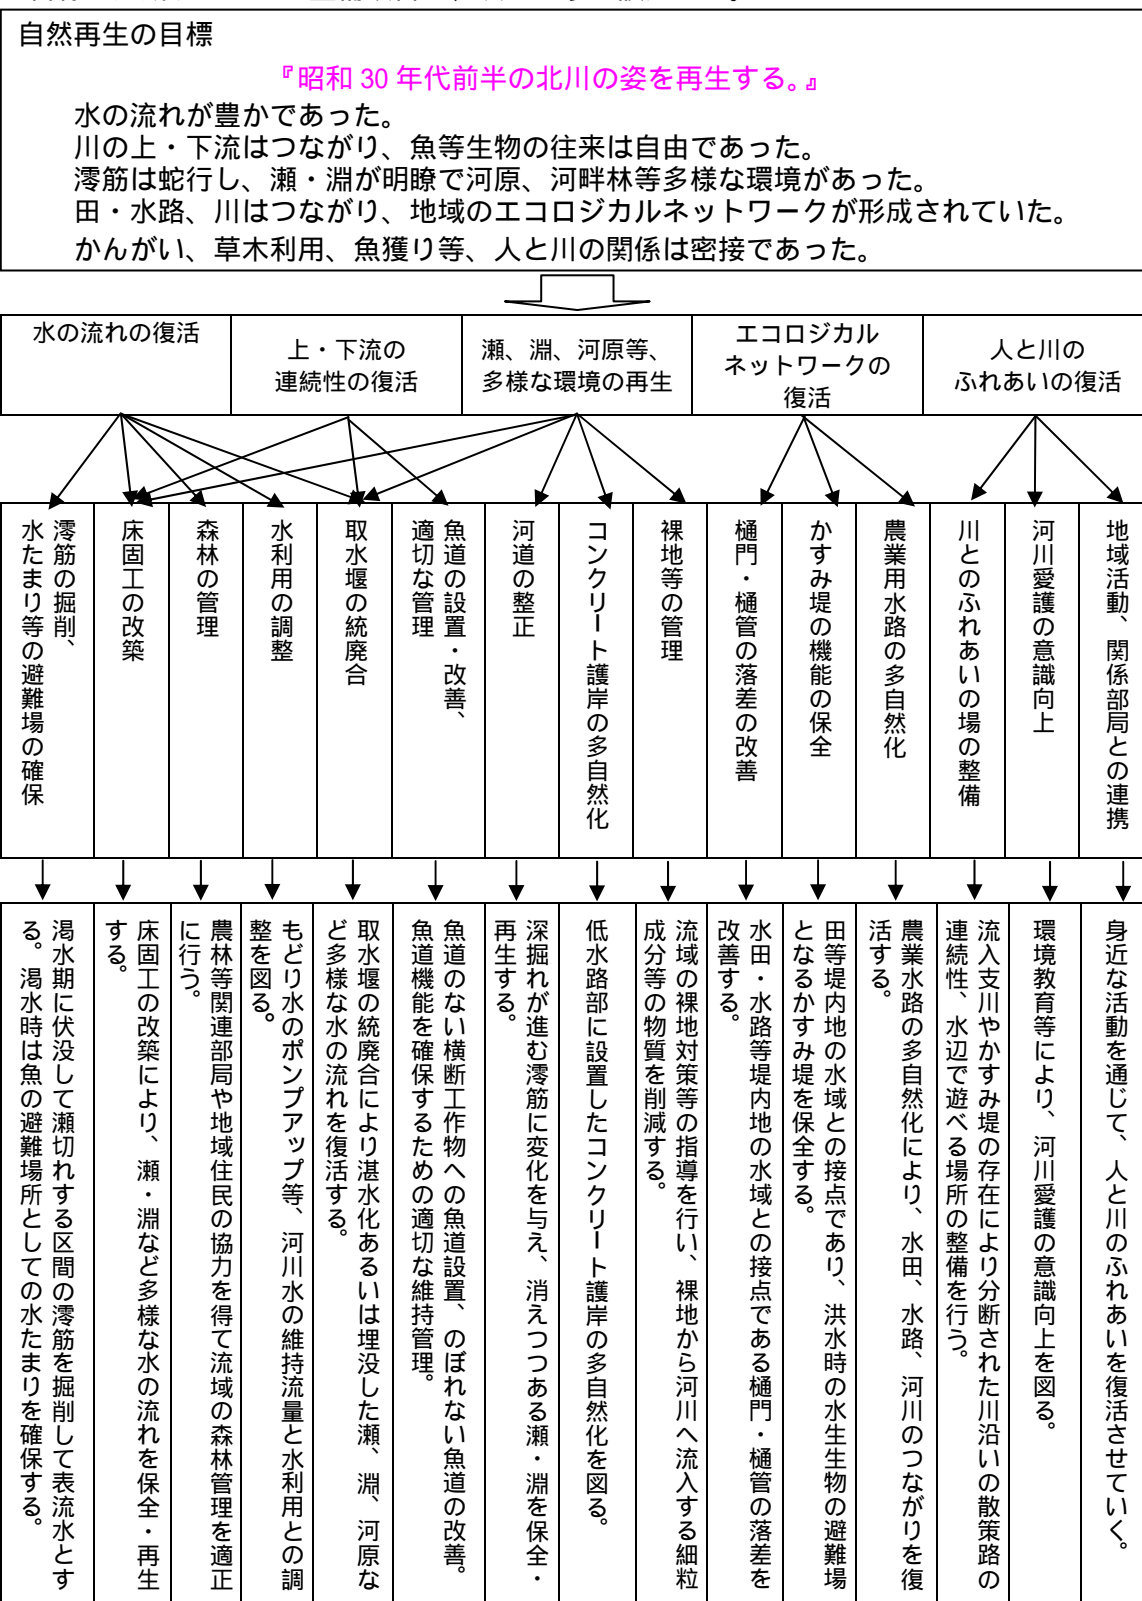 自然再生の目標
『昭和30年代前半の北川の姿を再生する。』
水の流れが豊かであった。
川の上・下流はつながり、魚等生物の往来は自由であった。
澪筋は蛇行し、瀬・淵が明瞭で河原、河畔林等多様な環境があった。
田・水路、川はつながり、地域のエコロジカルネットワークが形成されていた。
かんがい、草木利用、魚獲り等、人と川の関係は密接であった。
水の流れの復活
上・下流の
連続性の復活
瀬、淵、河原等、
多様な環境の再生
エコロジカル
ネットワークの
復活
人と川の
ふれあいの復活
澪筋の掘削、
水たまり等の避難場の確保
床固工の改築
森林の管理
水利用の調整
取水堰の統廃合
魚道の設置・改善、
適切な管理
河道の整正
コンクリート護岸の多自然化
裸地等の管理
樋門・樋管の落差の改善
かすみ堤の機能の保全
農業用水路の多自然化
川とのふれあいの場の整備
河川愛護の意識向上
地域活動、関係部局との連携
渇水期に伏没して瀬切れする区間の澪筋を掘削して表流水とす
る。渇水時は魚の避難場所としての水たまりを確保する。
床固工の改築により、瀬・淵など多様な水の流れを保全・再生
する。
農林等関連部局や地域住民の協力を得て流域の森林管理を適正
に行う。
もどり水のポンプアップ等、河川水の維持流量と水利用との調
整を図る。
取水堰の統廃合により湛水化あるいは埋没した瀬、淵、河原な
ど多様な水の流れを復活する。
魚道のない横断工作物への魚道設置、のぼれない魚道の改善。
魚道機能を確保するための適切な維持管理。
深掘れが進む澪筋に変化を与え、消えつつある瀬・淵を保全・
再生する。
低水路部に設置したコンクリート護岸の多自然化を図る。
流域の裸地対策等の指導を行い、裸地から河川へ流入する細粒
成分等の物質を削減する。
水田・水路等堤内地の水域との接点である樋門・樋管の落差を
改善する。
田等堤内地の水域との接点であり、洪水時の水生生物の避難場
となるかすみ堤を保全する。
農業水路の多自然化により、水田、水路、河川のつながりを復
活する。
流入支川やかすみ堤の存在により分断された川沿いの散策路の
連続性、水辺で遊べる場所の整備を行う。
環境教育等により、河川愛護の意識向上を図る。
身近な活動を通じて、人と川のふれあいを復活させていく。